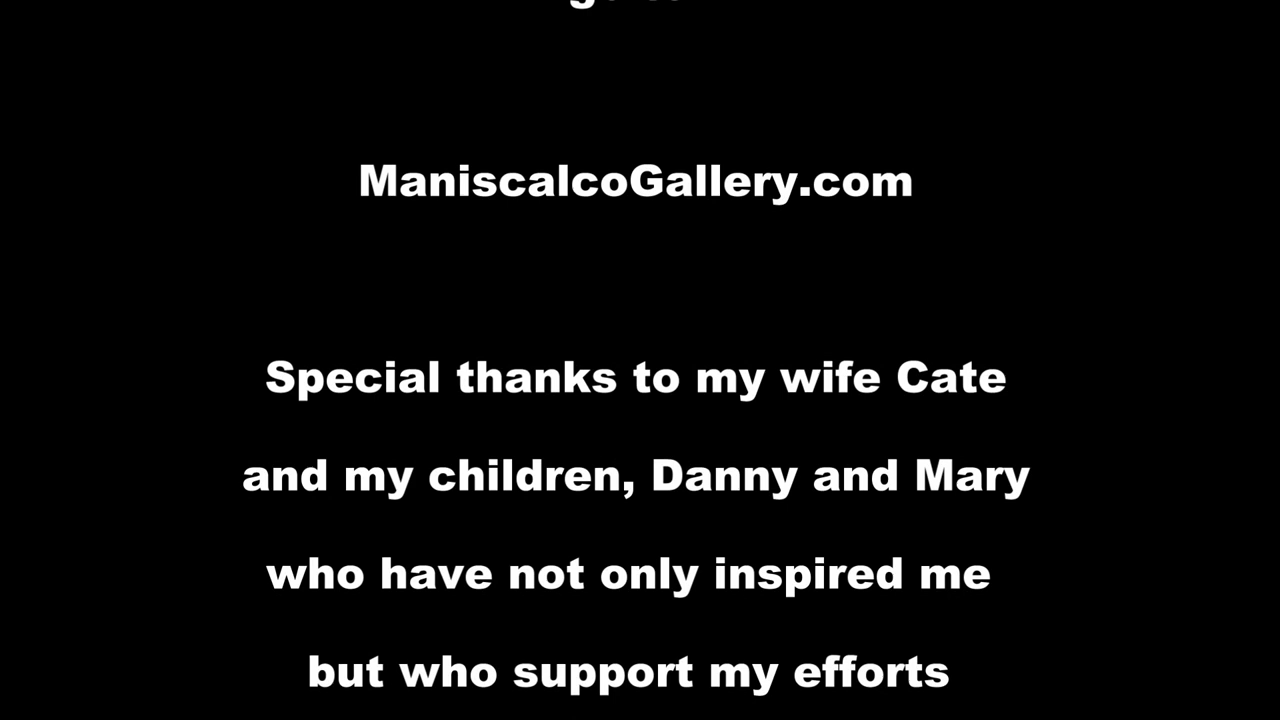 ManiscalcoGallery.com
Special thanks to my wife Cate
and my children, Danny and Mary
who have not only inspired me
but who support my efforts